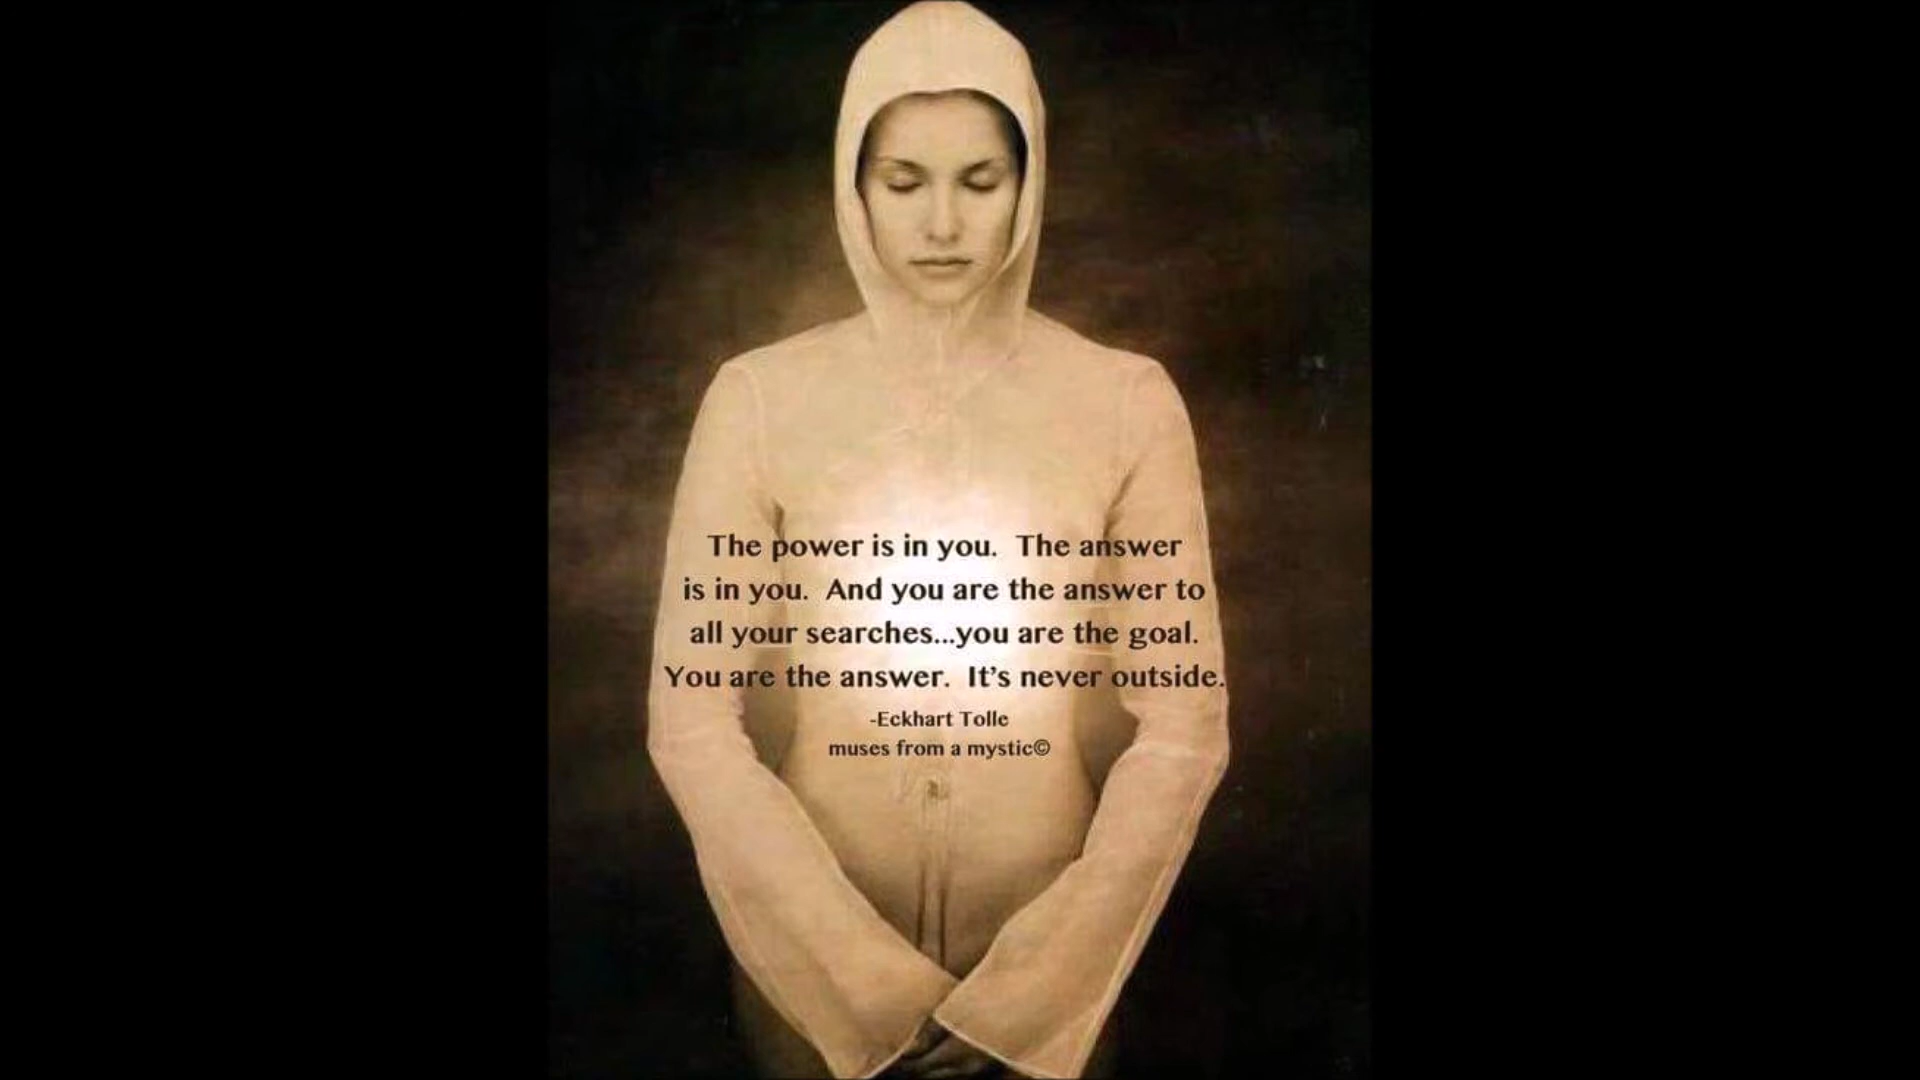 The power is in you. The answer
is in you. And you are the answer to
all your searches...you are the goal.
You are the answer. It’s never outside.
-Eckhart Tolle
muses from a mystic©